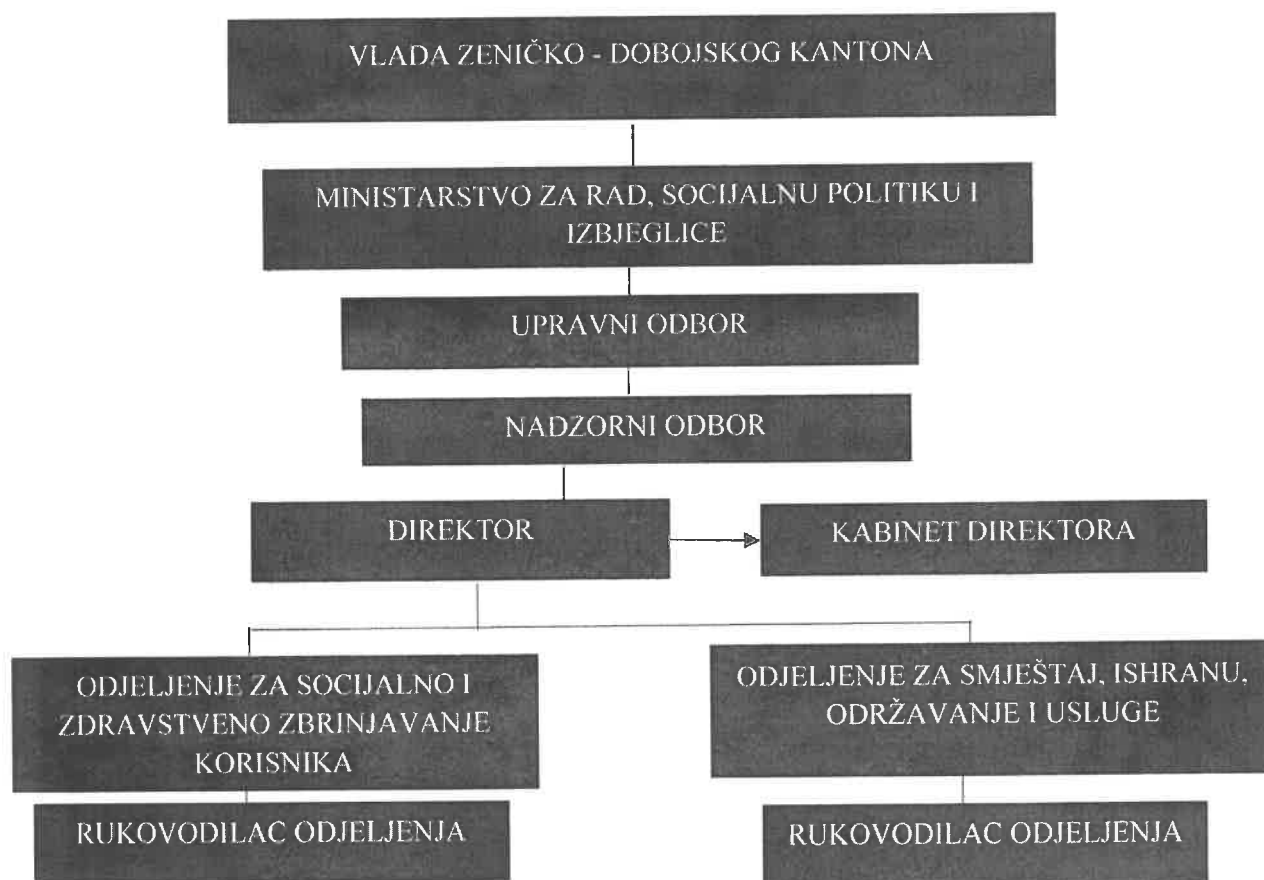 VLADA ZENIČKO - DOBOJSKOG KANTONA
MINISTARSTVO ZA RAD, SOCIJALNU POLITIKU I
IZBJEGLICE
UPRAVNI ODBOR
NADZORNI ODBOR
DIREKTOR
KABINET DIREKTORA
ODJELJENJE ZA SOCIJALNO I
ZDRAVSTVENO ZBRINJAVANJE
KORISNIKA
ODJELJENJE ZA SMJEŠTAJ, ISHRANU,
ODRŽAVANJE I USLUGE
RUKOVODILAC ODJELJENJA
RUKOVODILAC ODJELJENJA